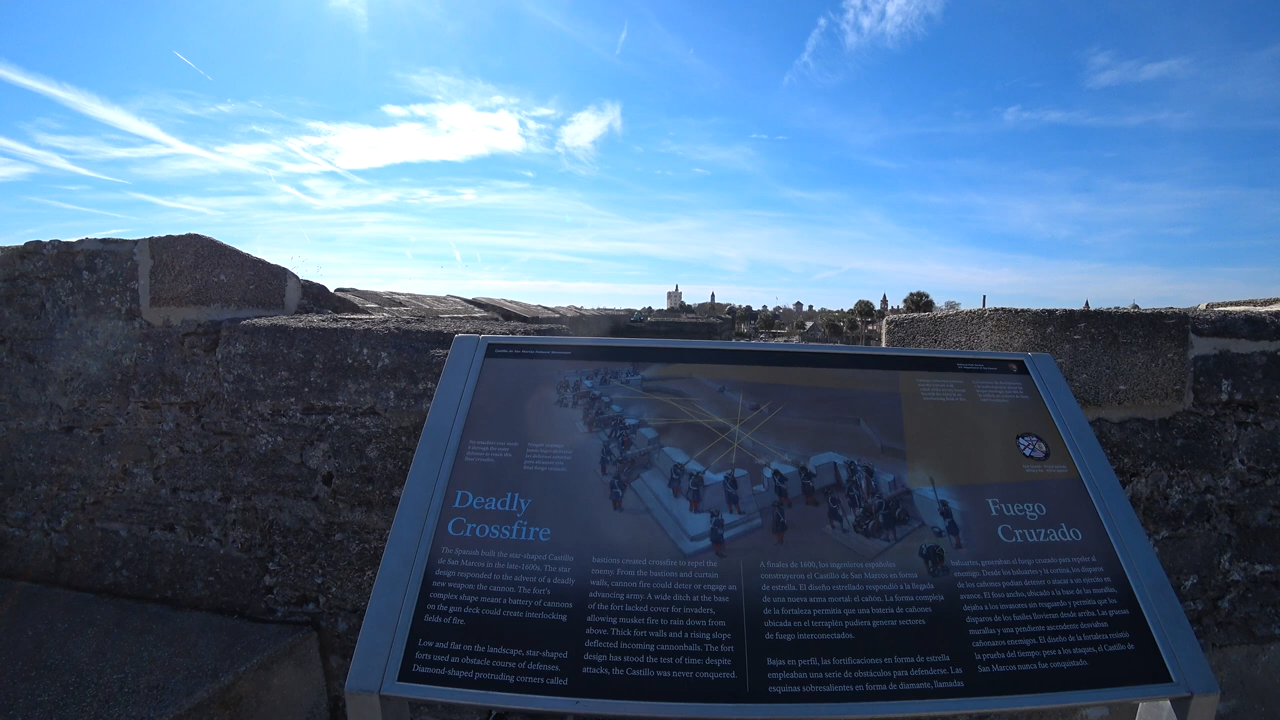 Castillo de San Marcos National Monument
Deadly
Crossfire
The Spanish built the star-shaped Castillo
de San Marcos in the late-1600s. The star
design responded to the advent of a deadly
new weapon: the cannon. The fort's
complex shape meant a battery of cannons
on the gun deck could create interlocking
fields of fire.
Low and flat on the landscape, star-shaped
forts used an obstacle course of defenses.
Diamond-shaped protruding corners called
bastions created crossfire to repel the
enemy. From the bastions and curtain
walls, cannon fire could deter or engage an
advancing army. A wide ditch at the base
of the fort lacked cover for invaders,
allowing musket fire to rain down from
above. Thick fort walls and a rising slope
deflected incoming cannonballs. The fort
design has stood the test of time: despite
attacks, the Castillo was never conquered.
Fuego
Cruzado
A finales de 1600, los ingenieros españoles
construyeron el Castillo de San Marcos en forma
de estrella. El diseño estrellado respondió a la llegada
de una nueva arma mortal: el cañón. La forma compleja
de la fortaleza permitía que una batería de cañones
ubicada en el terraplén pudiera generar sectores
de fuego interconectados.
Bajas en perfil, las fortificaciones en forma de estrella
empleaban una serie de obstáculos para defenderse. Las
esquinas sobresalientes en forma de diamante, llamadas
baluartes, generaban el fuego cruzado para repeler al
enemigo. Desde los baluartes y la cortina, los disparos
de los cañones podían detener o atacar a un ejército en
avance. El foso ancho, ubicado a la base de las murallas,
dejaba a los invasores sin resguardo y permitía que los
disparos de los fusiles llovieran desde arriba. Las gruesas
murallas y una pendiente ascendente desviaban
cañonazos enemigos. El diseño de la fortaleza resistió
la prueba del tiempo: pese a los ataques, el Castillo de
San Marcos nunca fue conquistado.